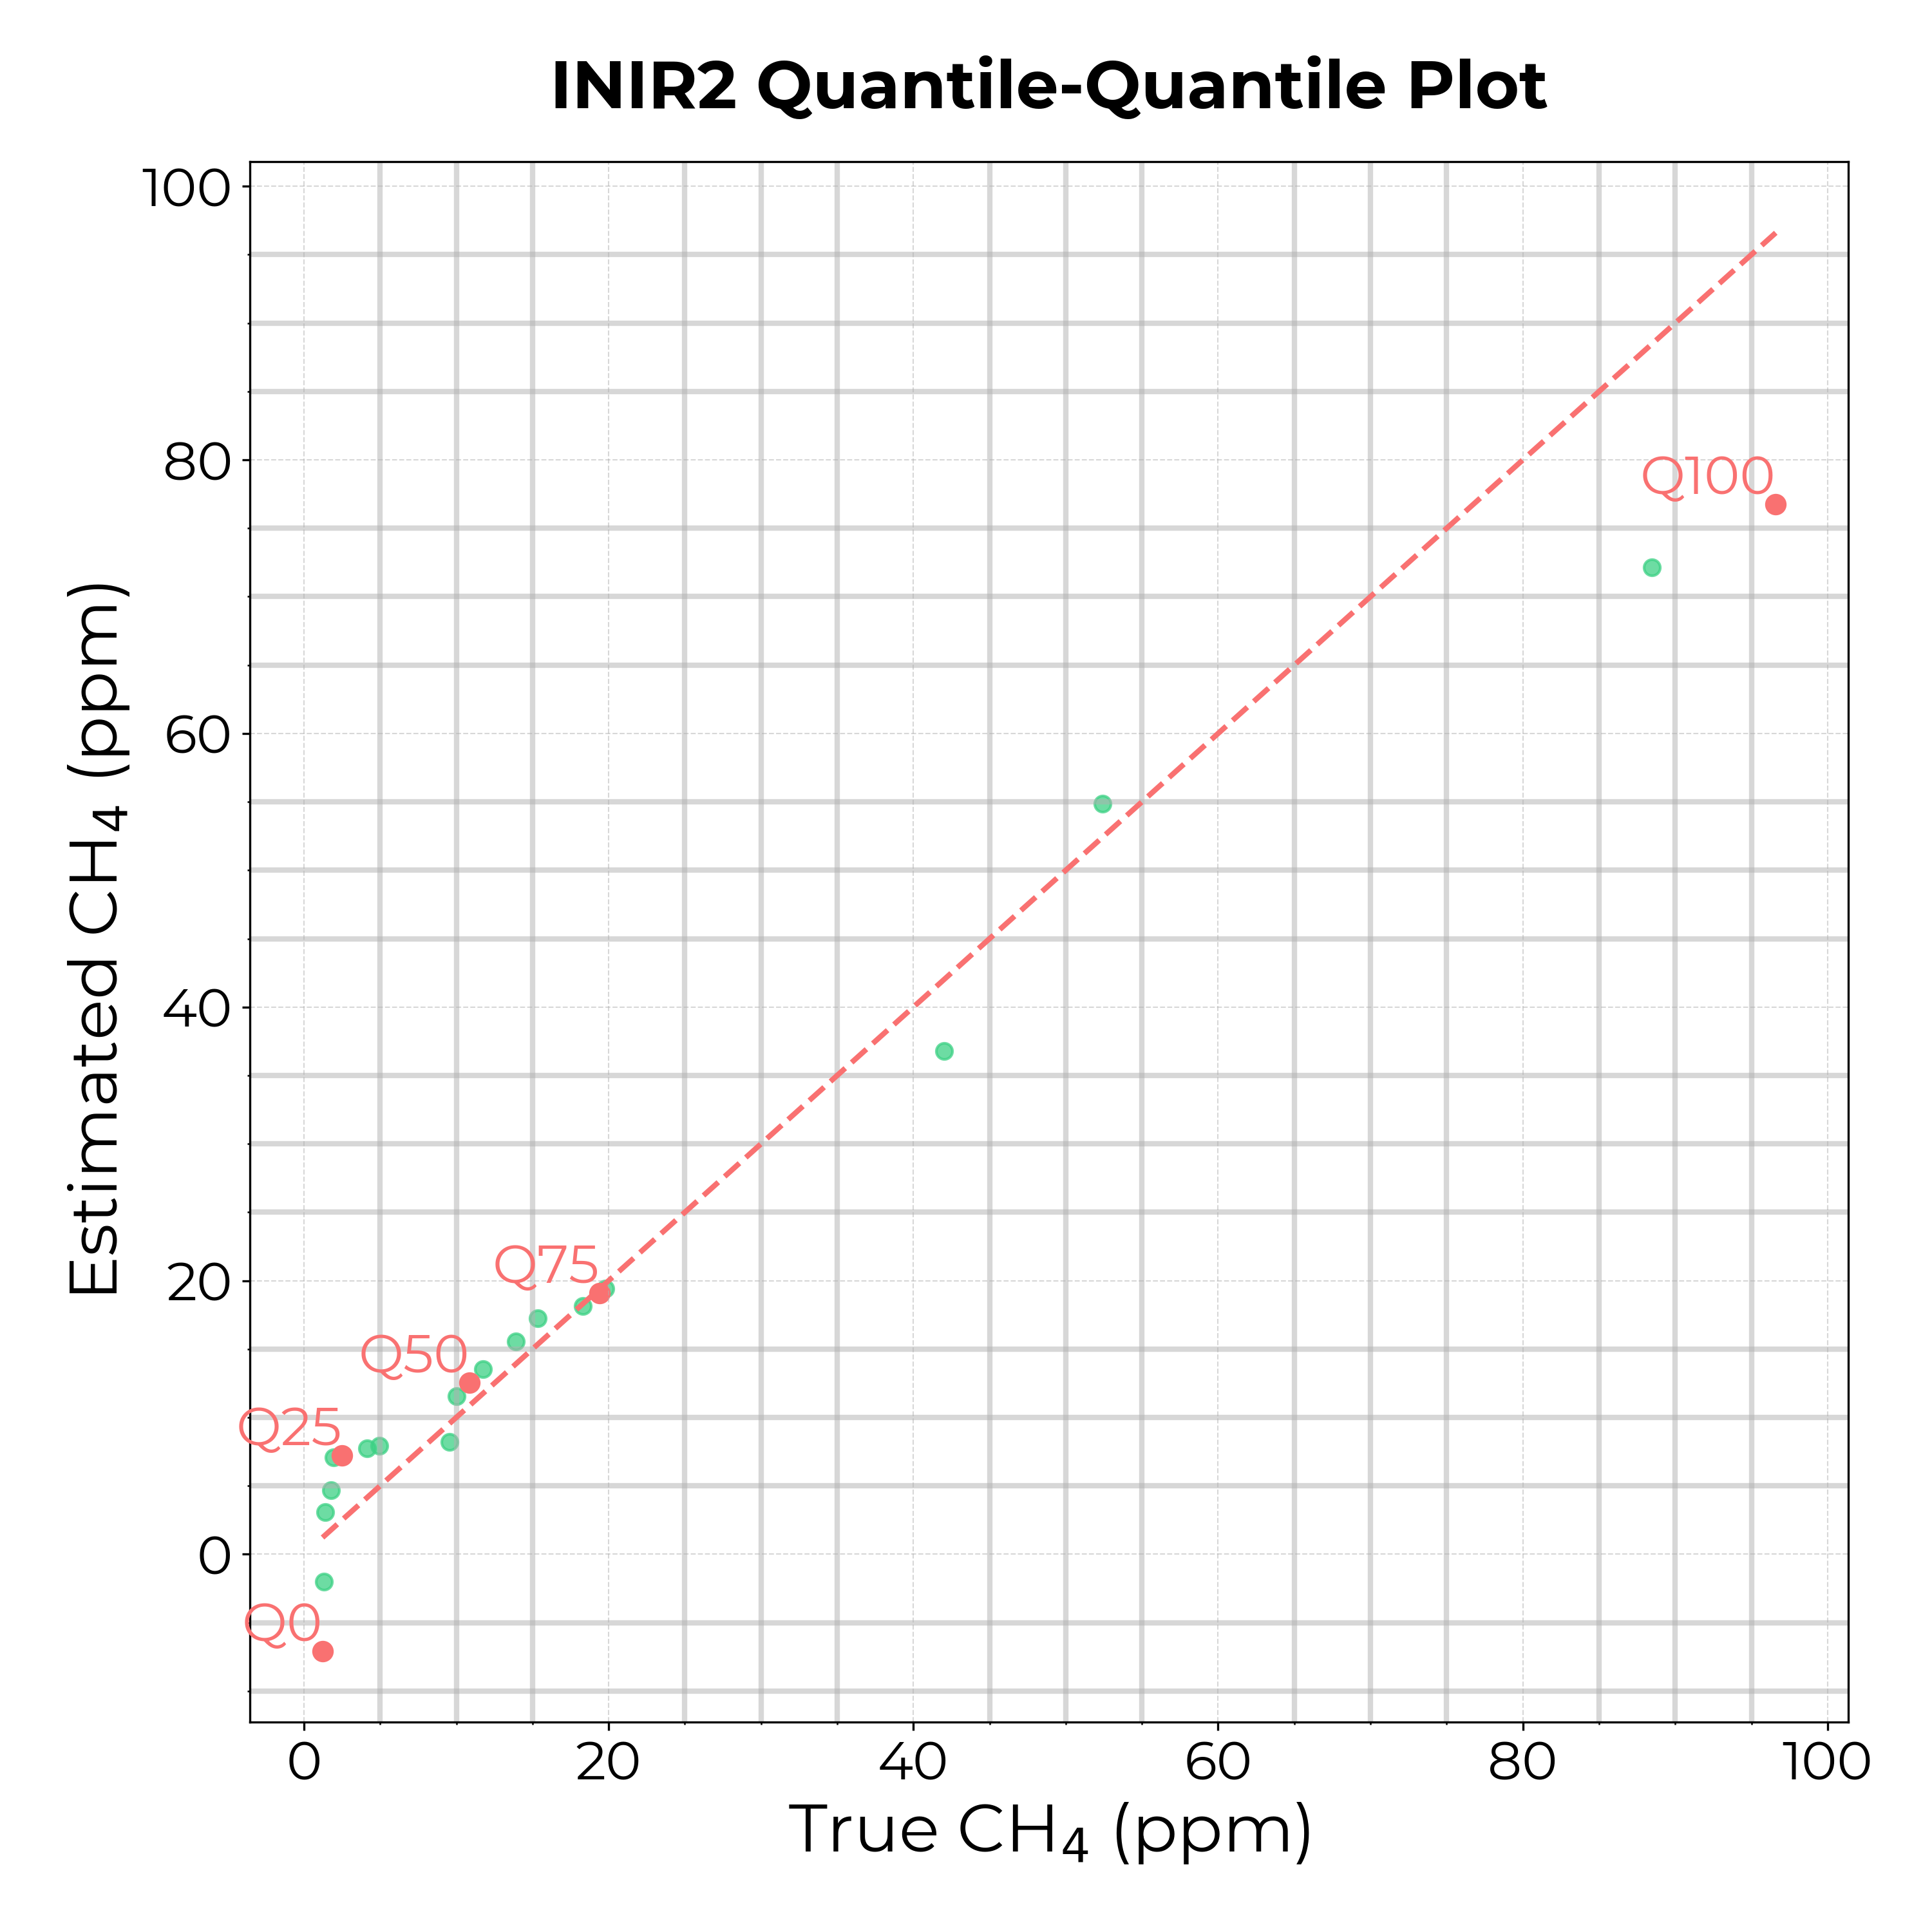 INIR2 Quantile-Quantile Plot
Estimated CH4 (ppm)
100
80
60
40
20
0
Q100
Q75
Q50
Q25
Q0
0 20 40 60 80 100
True CH4 (ppm)